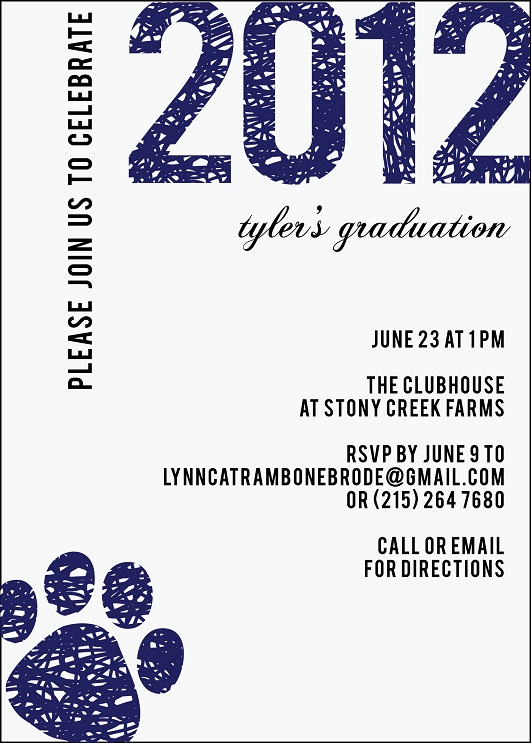 PLEASE JOIN US TO CELEBRATE
2012
tyler's graduation
JUNE 23 AT 1 PM
THE CLUBHOUSE
AT STONY CREEK FARMS
RSVP BY JUNE 9 TO
LYNNCATRAMBONEBRODE@GMAIL.COM
OR (215) 264 7680
CALL OR EMAIL
FOR DIRECTIONS